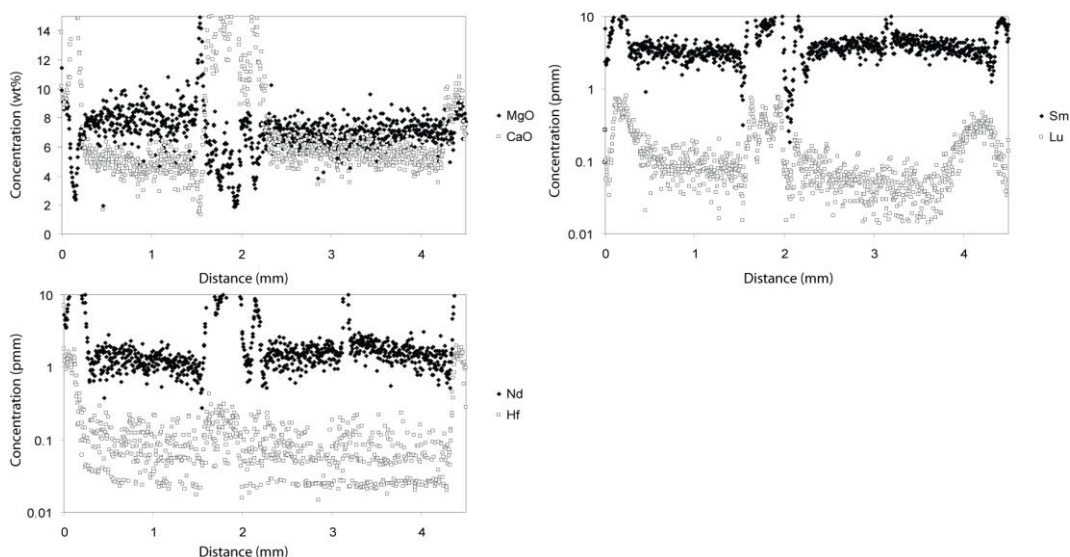 14
12
10
8
6
4
2
0
Concentration (wt%)
0 1 2 3 4
Distance (mm)
MgO
CaO
10
1
0.1
0.01
Concentration (pmm)
0 1 2 3 4
Distance (mm)
Sm
Lu
10
1
0.1
0.01
Concentration (pmm)
0 1 2 3 4
Distance (mm)
Nd
Hf